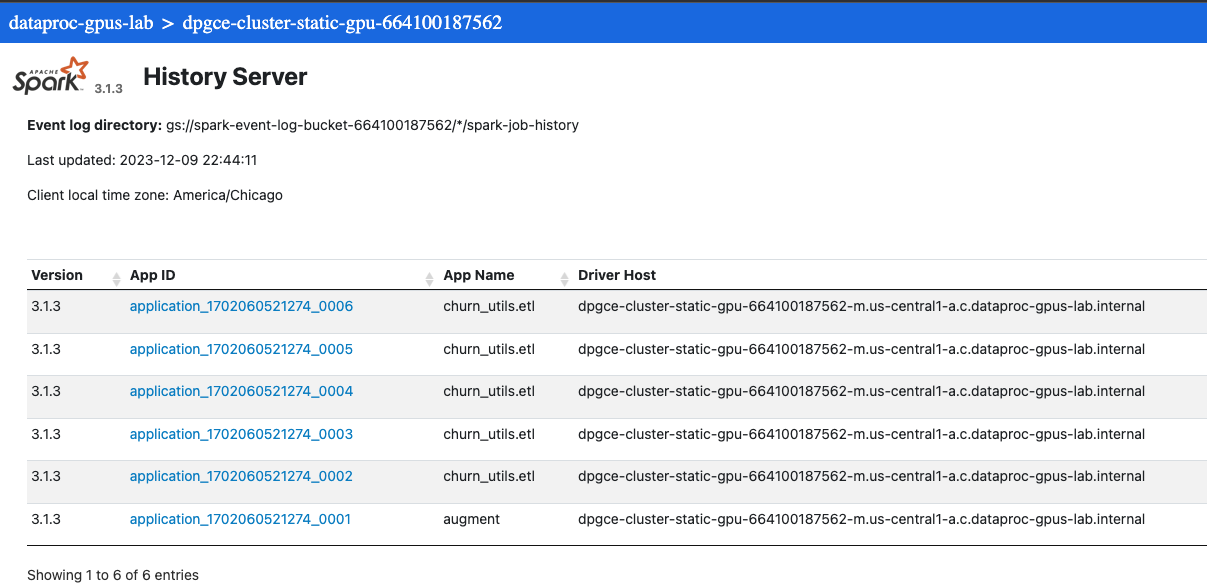 dataproc-gpus-lab > dpgce-cluster-static-gpu-664100187562
APACHE Spark 3.1.3 History Server
Event log directory: gs://spark-event-log-bucket-664100187562/*/spark-job-history
Last updated: 2023-12-09 22:44:11
Client local time zone: America/Chicago
Version App ID App Name Driver Host
3.1.3 application_1702060521274_0006 churn_utils.etl dpgce-cluster-static-gpu-664100187562-m.us-central1-a.c.dataproc-gpus-lab.internal
3.1.3 application_1702060521274_0005 churn_utils.etl dpgce-cluster-static-gpu-664100187562-m.us-central1-a.c.dataproc-gpus-lab.internal
3.1.3 application_1702060521274_0004 churn_utils.etl dpgce-cluster-static-gpu-664100187562-m.us-central1-a.c.dataproc-gpus-lab.internal
3.1.3 application_1702060521274_0003 churn_utils.etl dpgce-cluster-static-gpu-664100187562-m.us-central1-a.c.dataproc-gpus-lab.internal
3.1.3 application_1702060521274_0002 churn_utils.etl dpgce-cluster-static-gpu-664100187562-m.us-central1-a.c.dataproc-gpus-lab.internal
3.1.3 application_1702060521274_0001 augment dpgce-cluster-static-gpu-664100187562-m.us-central1-a.c.dataproc-gpus-lab.internal
Showing 1 to 6 of 6 entries